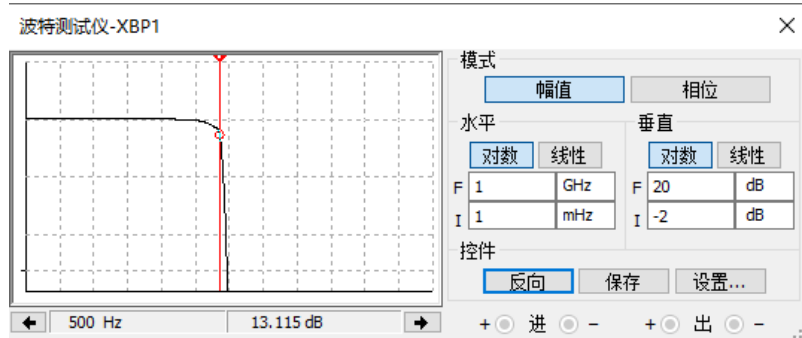 波特测试仪-XBP1
模式
幅值 相位
水平 垂直
对数 线性 对数 线性
F 1 GHz F 20 dB
I 1 mHz I -2 dB
控件
反向 保存 设置...
500 Hz 13.115 dB + 进 - + 出 -